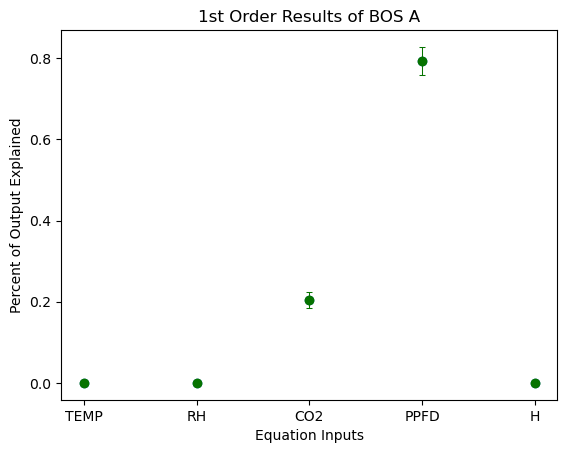 1st Order Results of BOS A
Percent of Output Explained
0.8
0.6
0.4
0.2
0.0
TEMP RH CO2 PPFD H
Equation Inputs